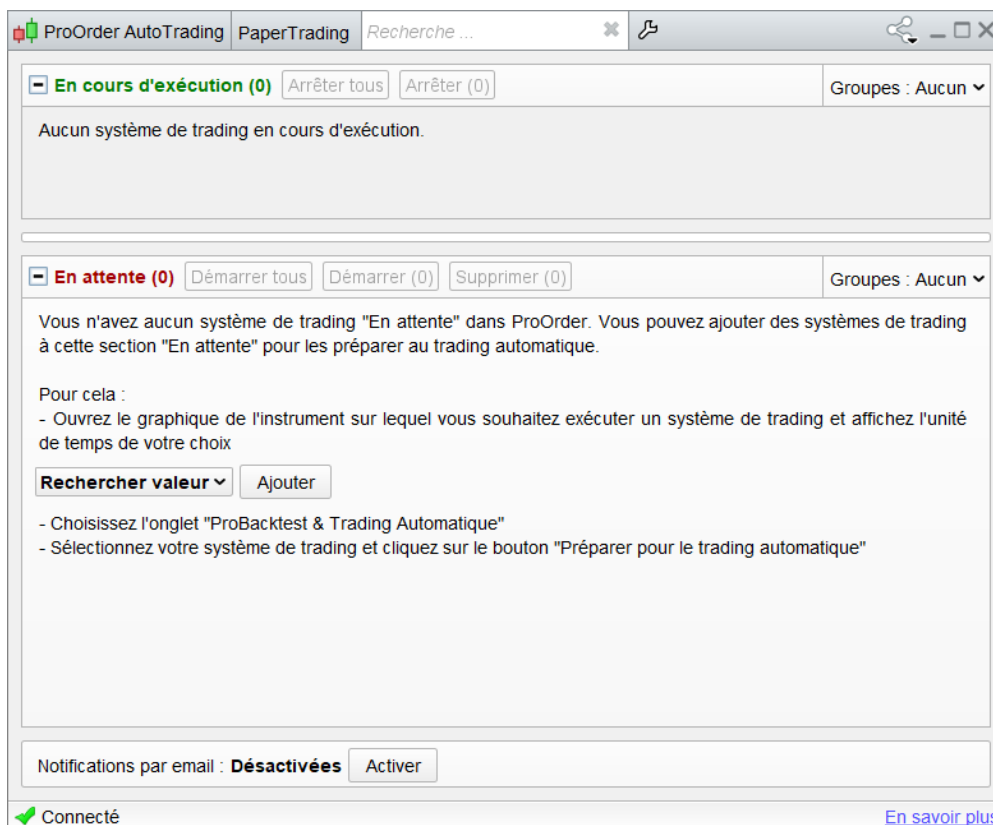 ProOrder AutoTrading PaperTrading Recherche ...
En cours d'exécution (0) Arrêter tous Arrêter (0) Groupes : Aucun
Aucun système de trading en cours d'exécution.
En attente (0) Démarrer tous Démarrer (0) Supprimer (0) Groupes : Aucun
Vous n'avez aucun système de trading "En attente" dans ProOrder. Vous pouvez ajouter des systèmes de trading
à cette section "En attente" pour les préparer au trading automatique.
Pour cela :
- Ouvrez le graphique de l'instrument sur lequel vous souhaitez exécuter un système de trading et affichez l'unité
de temps de votre choix
Rechercher valeur Ajouter
- Choisissez l'onglet "ProBacktest & Trading Automatique"
- Sélectionnez votre système de trading et cliquez sur le bouton "Préparer pour le trading automatique"
Notifications par email : Désactivées Activer
Connecté En savoir plus